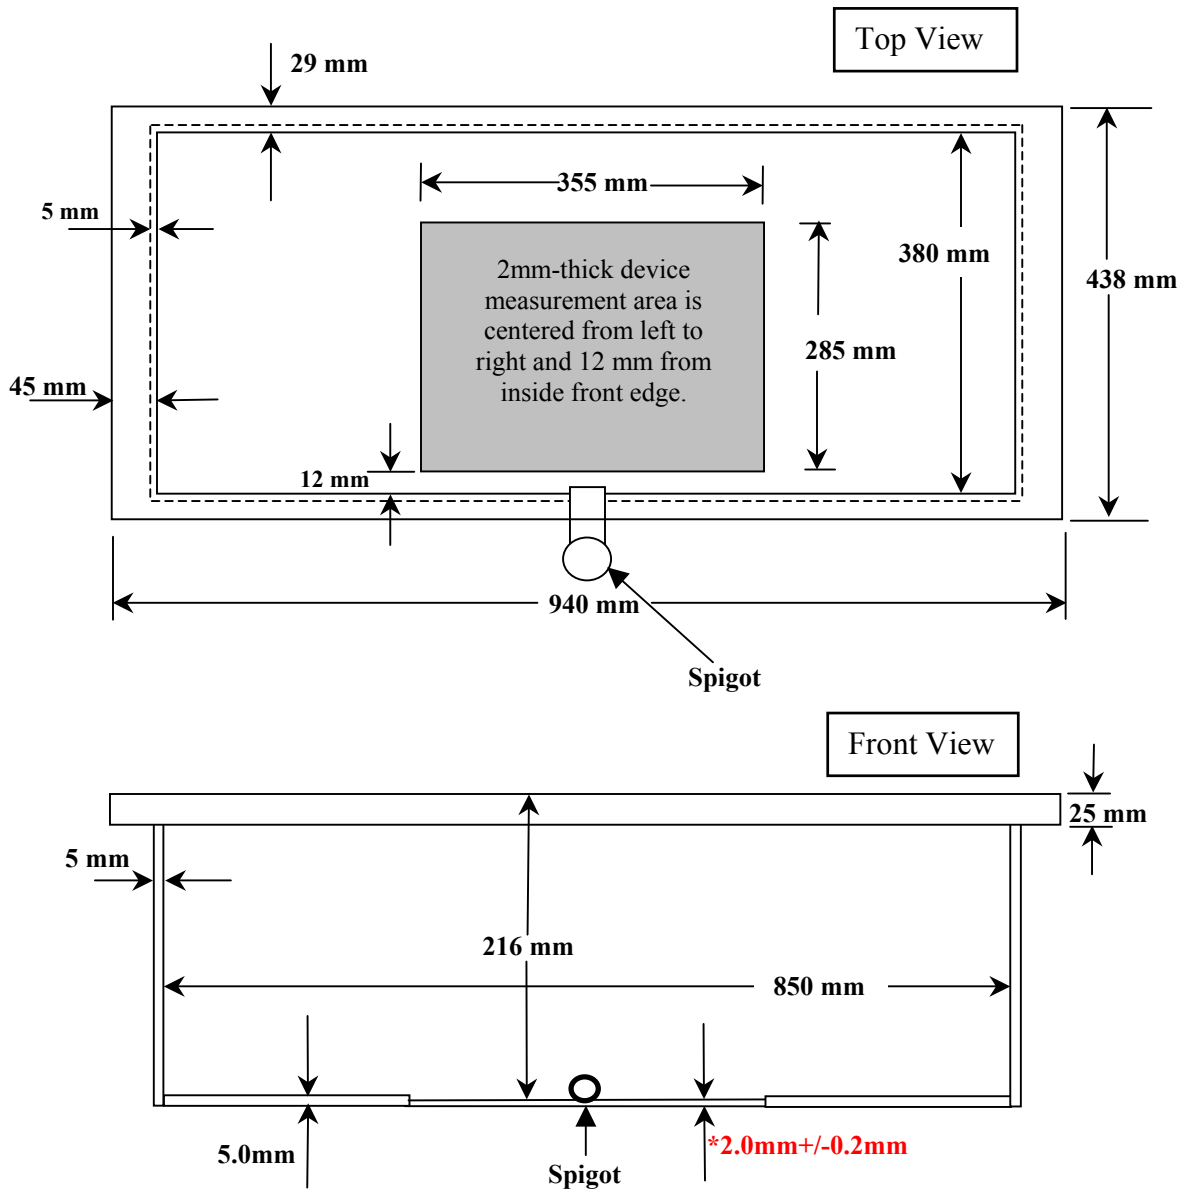 Top View
29 mm
355 mm
5 mm
380 mm
438 mm
2mm-thick device
measurement area is
centered from left to
right and 12 mm from
inside front edge.
285 mm
45 mm
12 mm
940 mm
Spigot
Front View
25 mm
5 mm
216 mm
850 mm
5.0mm
*2.0mm+/-0.2mm
Spigot